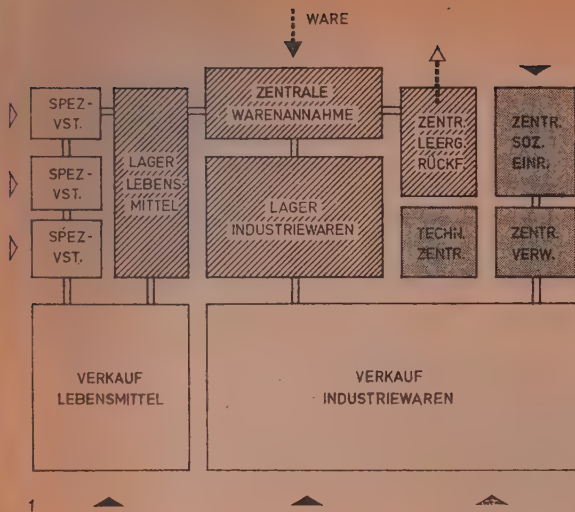 WARE
SPEZ-
VST.
SPEZ-
VST.
SPEZ-
VST.
LAGER
LEBENS
MITTEL
ZENTRALE
WARENANNAHME
LAGER
INDUSTRIEWAREN
ZENTR.
LEERG.
RÜCKF.
TECHN.
ZENTR.
ZENTR.
SOZ.
EINR.
ZENTR.
VERW.
VERKAUF
LEBENSMITTEL
VERKAUF
INDUSTRIEWAREN
1